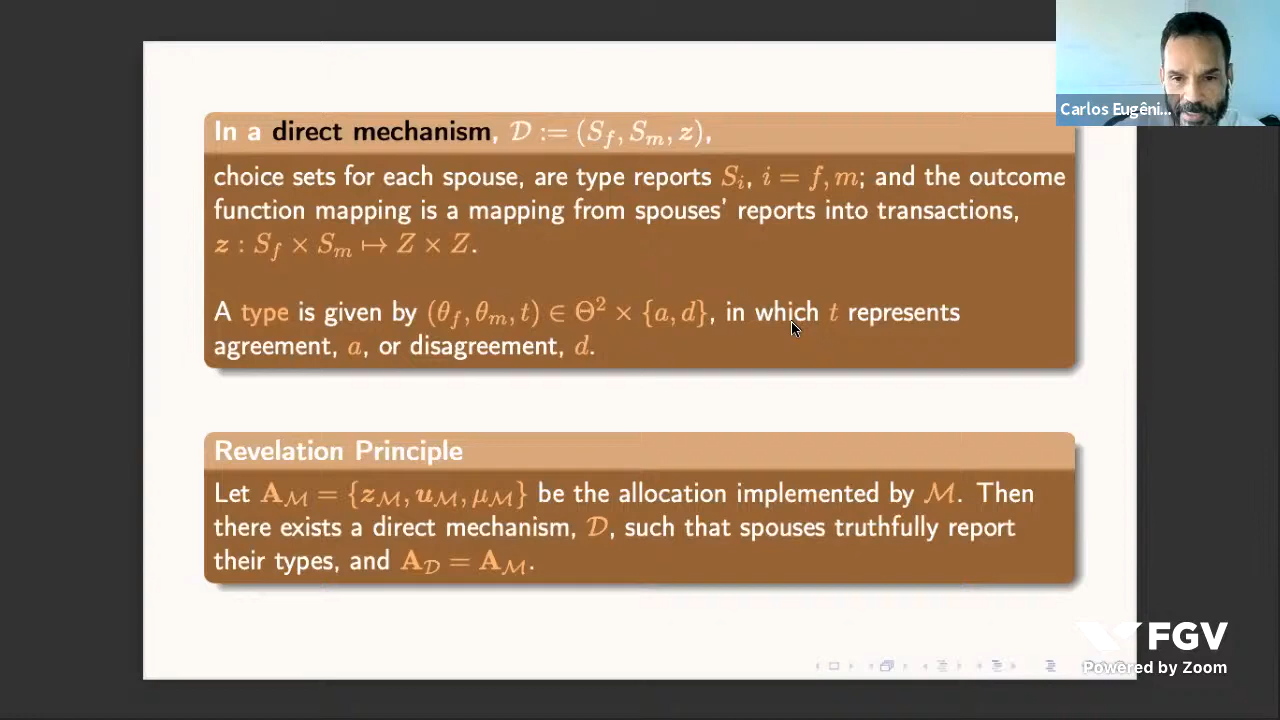 In a direct mechanism, 𝒟 := (S_f, S_m, z),
choice sets for each spouse, are type reports S_i, i = f, m; and the outcome
function mapping is a mapping from spouses' reports into transactions,
z : S_f × S_m ↦ Z × Z.
A type is given by (θ_f, θ_m, t) ∈ Θ² × {a, d}, in which t represents
agreement, a, or disagreement, d.
Revelation Principle
Let A_ℳ = {z_ℳ, u_ℳ, μ_ℳ} be the allocation implemented by ℳ. Then
there exists a direct mechanism, 𝒟, such that spouses truthfully report
their types, and A_𝒟 = A_ℳ.
Carlos Eugêni...
FGV
Powered by Zoom